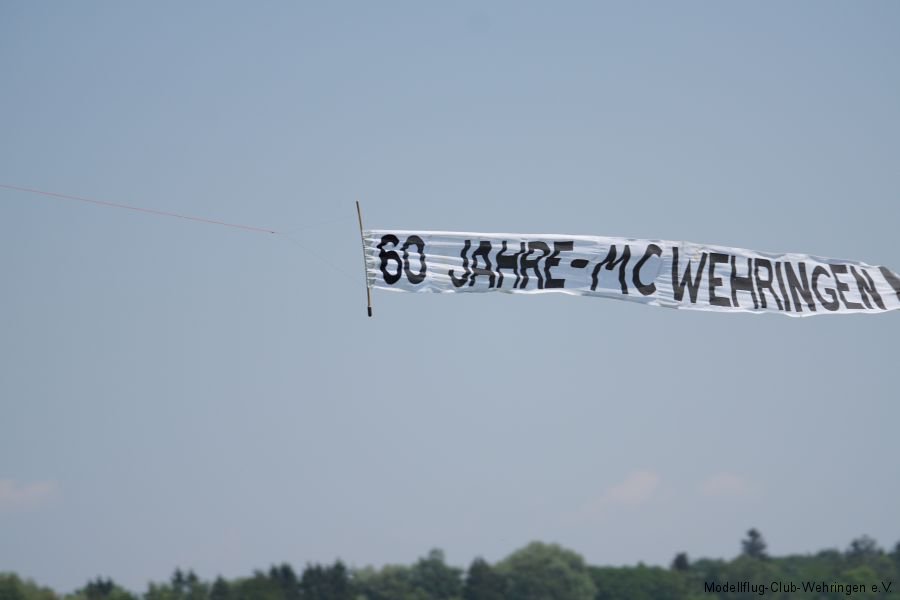 60 JAHRE-MC WEHRINGEN
Modellflug-Club-Wehringen e.V.